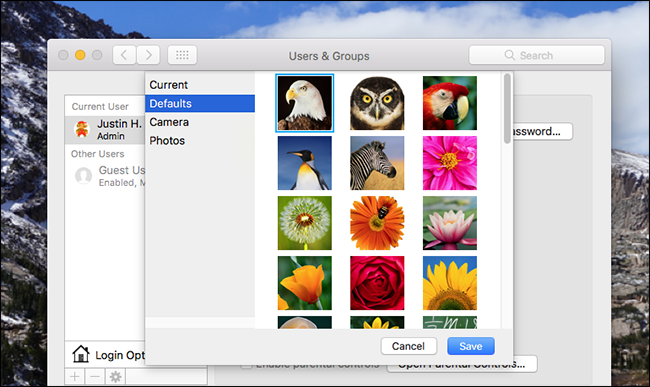 Users & Groups
Search
Current User
Justin H.
Admin
Other Users
Guest Us
Enabled, M
Login Opt
Current
Defaults
Camera
Photos
assword...
Cancel
Save
Enable parental controls
Open Parental Controls...